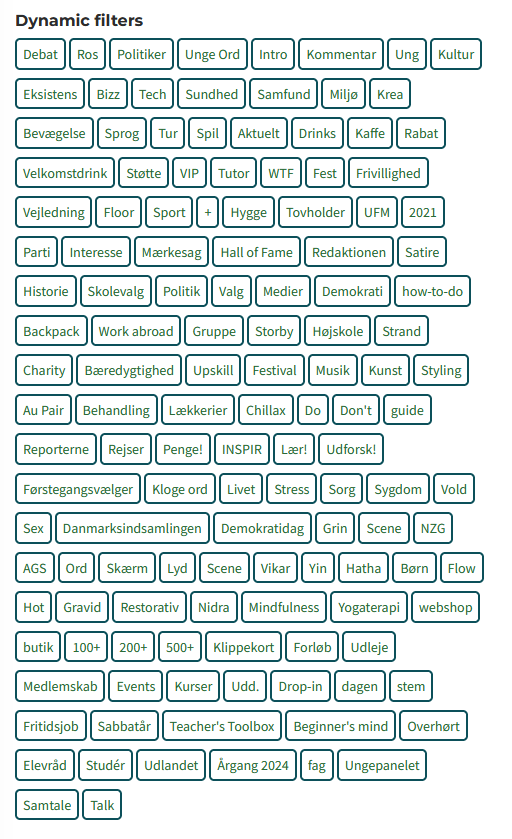 Dynamic filters
Debat Ros Politiker Unge Ord Intro Kommentar Ung Kultur
Eksistens Bizz Tech Sundhed Samfund Miljø Krea
Bevægelse Sprog Tur Spil Aktuelt Drinks Kaffe Rabat
Velkomstdrink Støtte VIP Tutor WTF Fest Frivillighed
Vejledning Floor Sport + Hygge Tovholder UFM 2021
Parti Interesse Mærkesag Hall of Fame Redaktionen Satire
Historie Skolevalg Politik Valg Medier Demokrati how-to-do
Backpack Work abroad Gruppe Storby Højskole Strand
Charity Bæredygtighed Upskill Festival Musik Kunst Styling
Au Pair Behandling Lækkerier Chillax Do Don't guide
Reporterne Rejser Penge! INSPIR Lær! Udforsk!
Førstegangsvælger Kloge ord Livet Stress Sorg Sygdom Vold
Sex Danmarksindsamlingen Demokratidag Grin Scene NZG
AGS Ord Skærm Lyd Scene Vikar Yin Hatha Børn Flow
Hot Gravid Restorativ Nidra Mindfulness Yogaterapi webshop
butik 100+ 200+ 500+ Klippekort Forløb Udleje
Medlemskab Events Kurser Udd. Drop-in dagen stem
Fritidsjob Sabbatår Teacher's Toolbox Beginner's mind Overhørt
Elevråd Studér Udlandet Årgang 2024 fag Ungepanelet
Samtale Talk